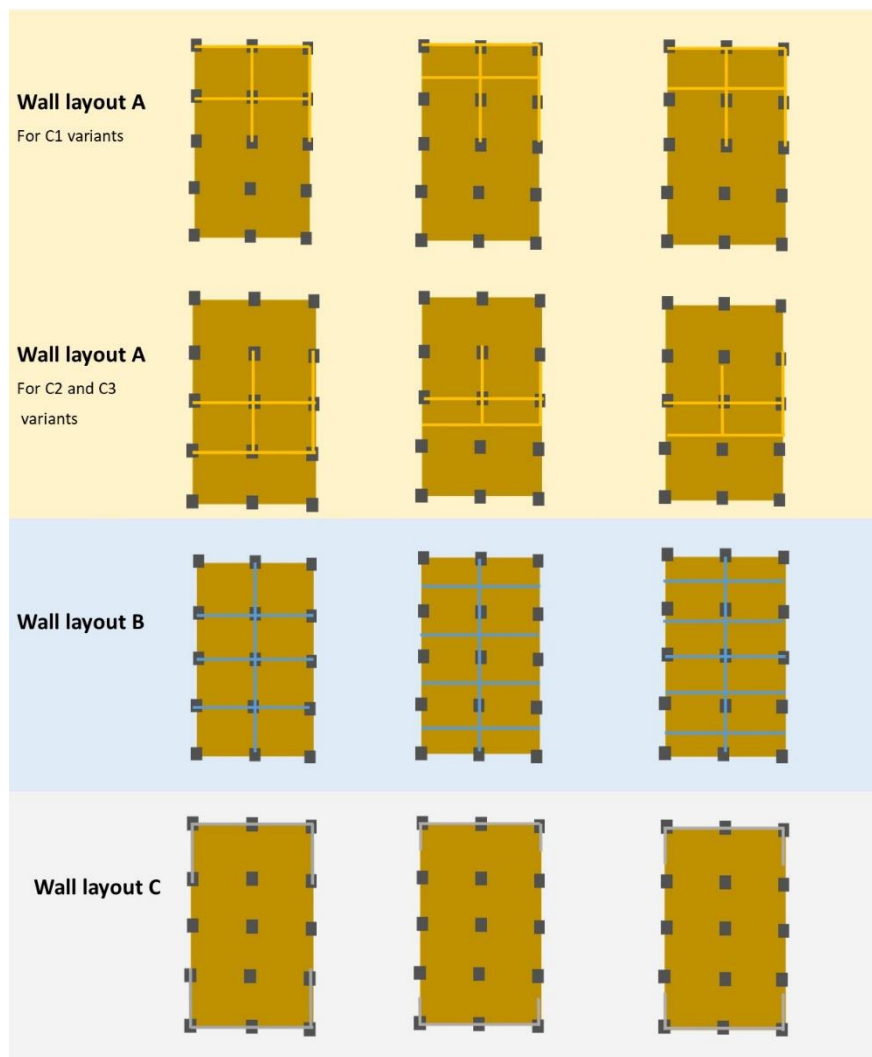 Wall layout A
For C1 variants
Wall layout A
For C2 and C3
variants
Wall layout B
Wall layout C